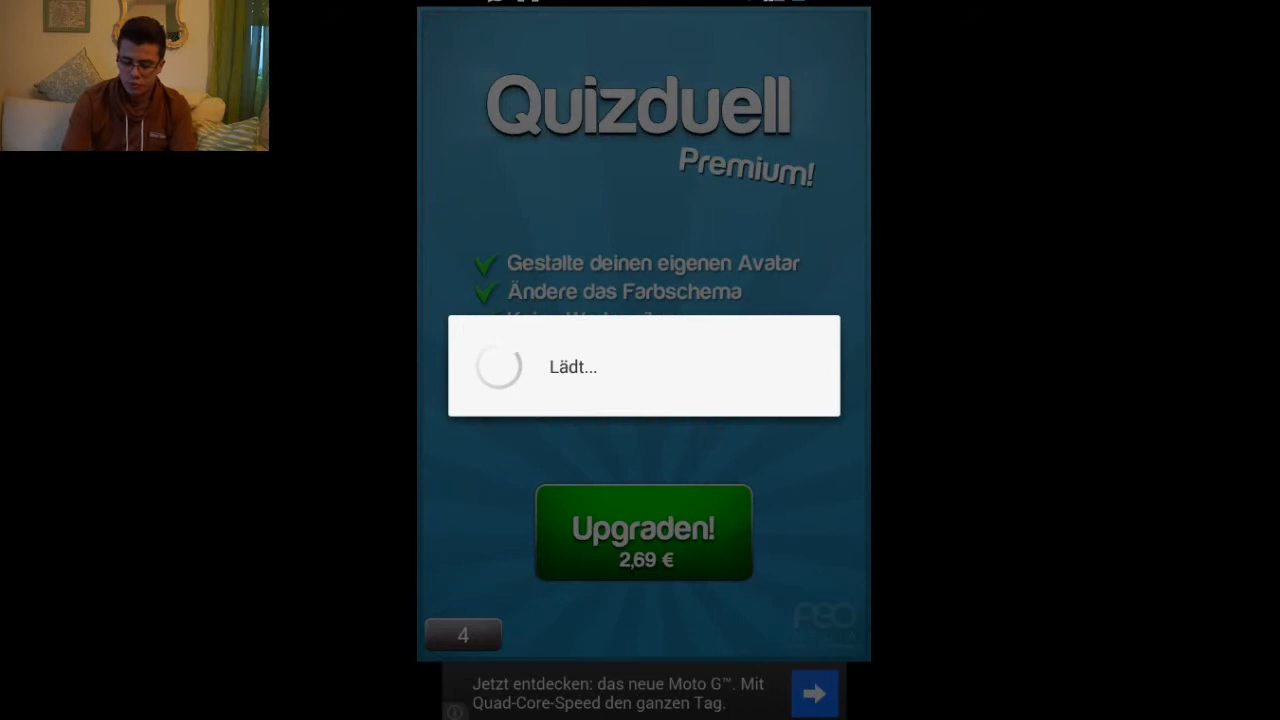 Quizduell
Premium!
Gestalte deinen eigenen Avatar
Ändere das Farbschema
Lädt...
Upgraden!
2,69 €
4
FEO
Jetzt entdecken: das neue Moto G™. Mit
Quad-Core-Speed den ganzen Tag.